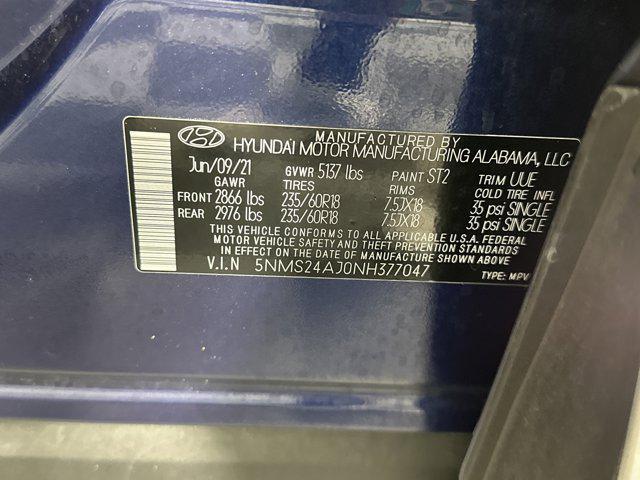 MANUFACTURED BY
HYUNDAI MOTOR MANUFACTURING ALABAMA, LLC
Jun/09/21 GVWR 5137 lbs PAINT ST2 TRIM UUE
GAWR TIRES RIMS COLD TIRE INFL
FRONT 2866 lbs 235/60R18 7.5JX18 35 psi SINGLE
REAR 2976 lbs 235/60R18 7.5JX18 35 psi SINGLE
THIS VEHICLE CONFORMS TO ALL APPLICABLE U.S.A. FEDERAL
MOTOR VEHICLE SAFETY AND THEFT PREVENTION STANDARDS
IN EFFECT ON THE DATE OF MANUFACTURE SHOWN ABOVE
V.I.N 5NMS24AJ0NH377047 TYPE: MPV